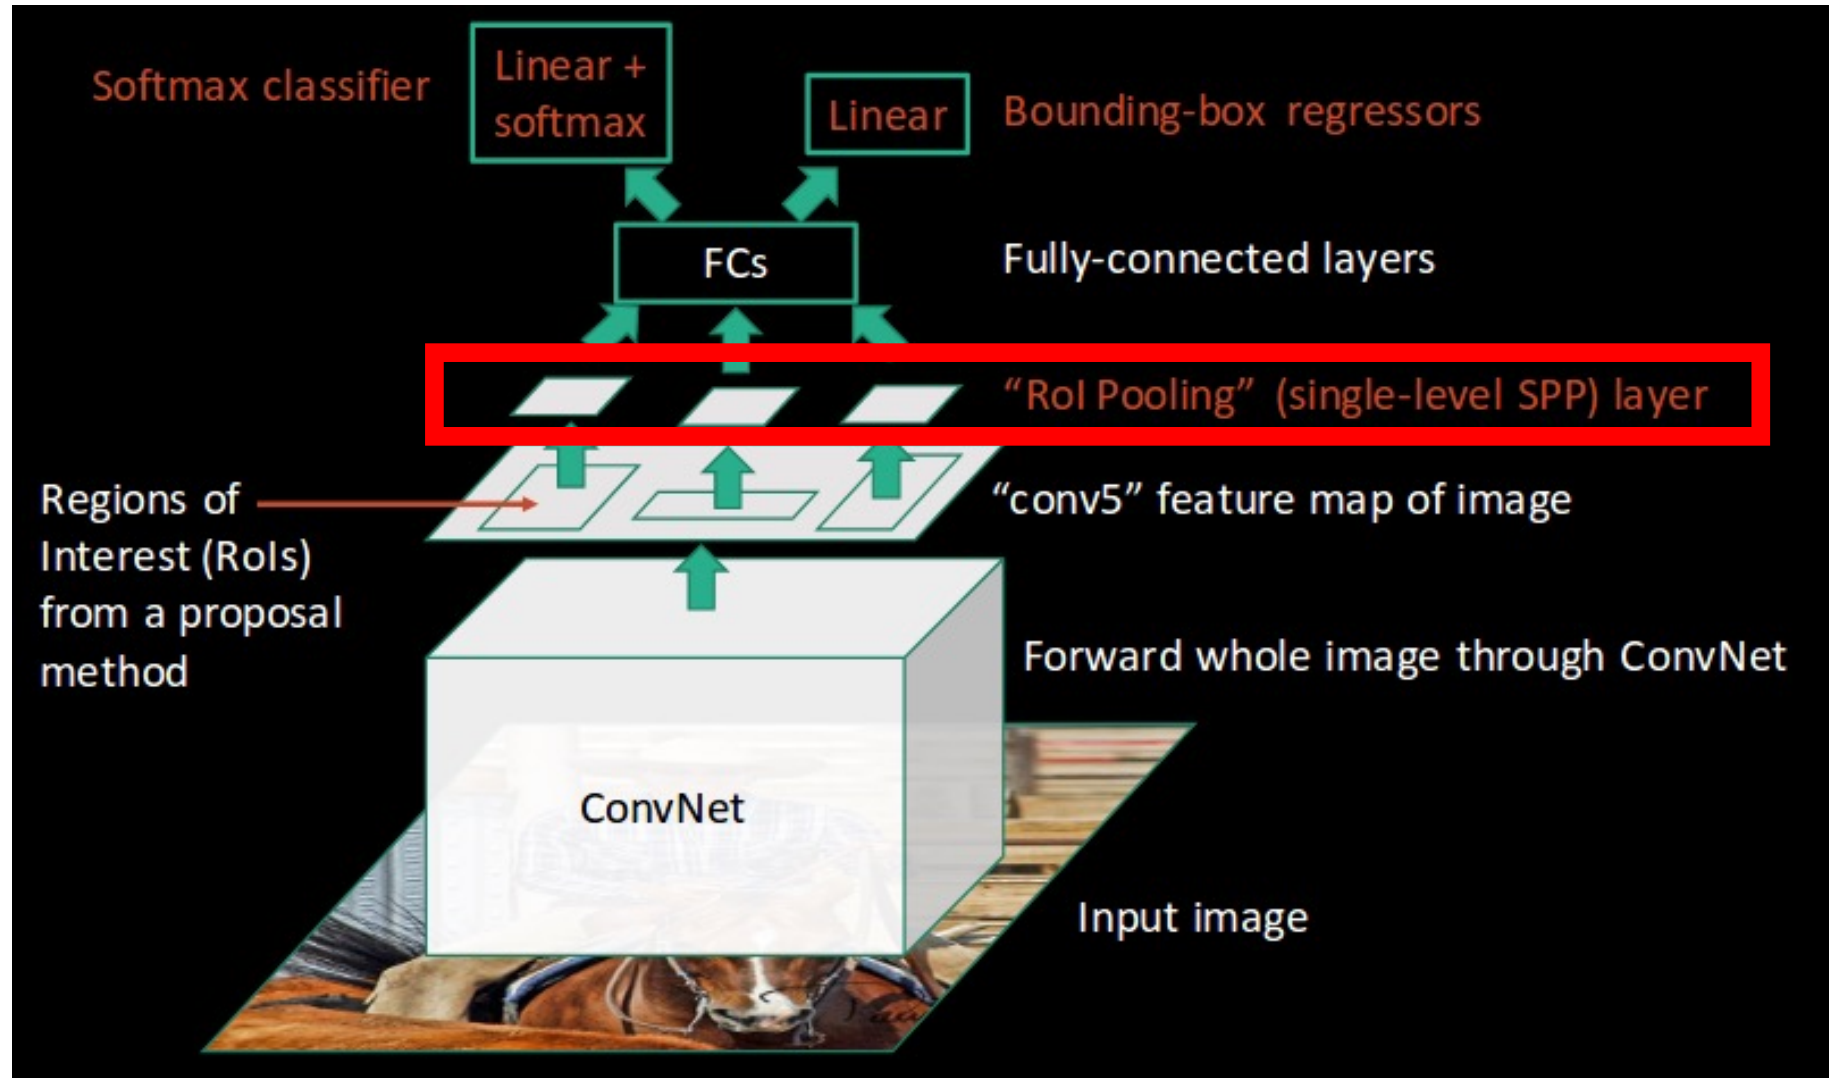 Softmax classifier
Linear +
softmax
Linear
Bounding-box regressors
FCs
Fully-connected layers
“RoI Pooling” (single-level SPP) layer
Regions of
Interest (RoIs)
from a proposal
method
“conv5” feature map of image
Forward whole image through ConvNet
ConvNet
Input image